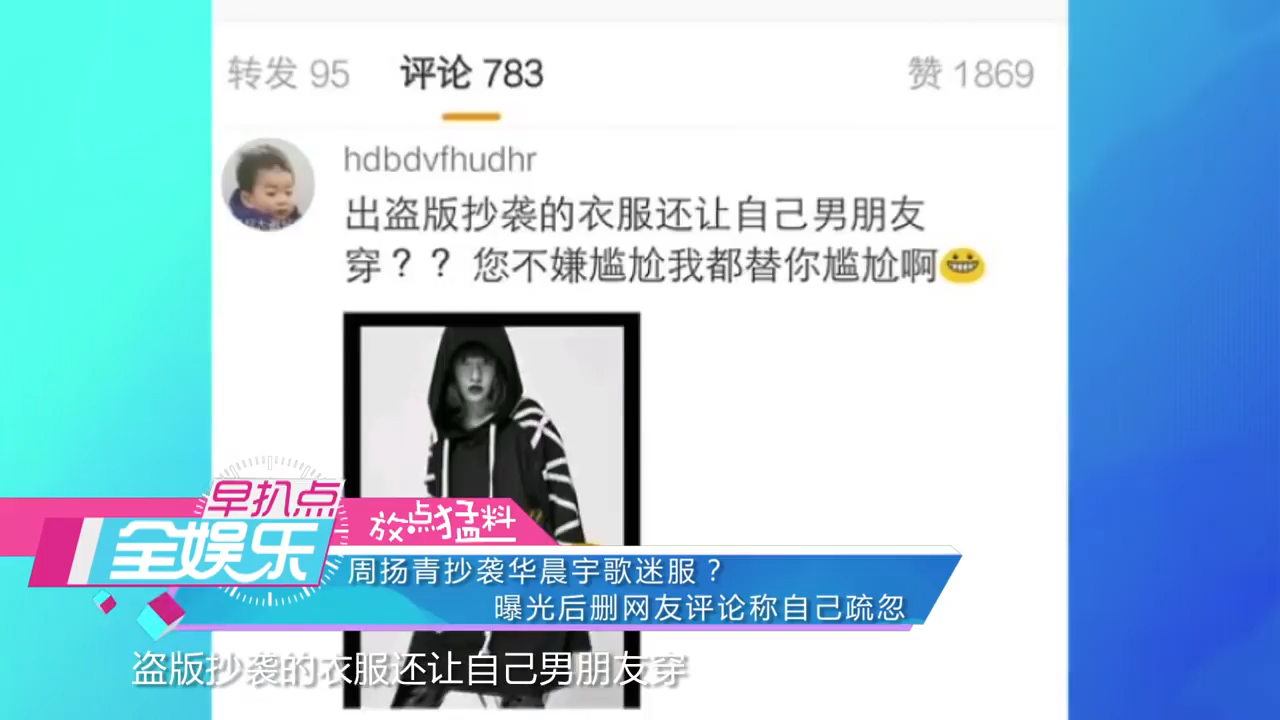 转发 95 评论 783 赞 1869
hdbdvfhudhr
出盗版抄袭的衣服还让自己男朋友
穿？？ 您不嫌尴尬我都替你尴尬啊
早扒点
全娱乐
放点猛料
周扬青抄袭华晨宇歌迷服？
曝光后删网友评论称自己疏忽
盗版抄袭的衣服还让自己男朋友穿